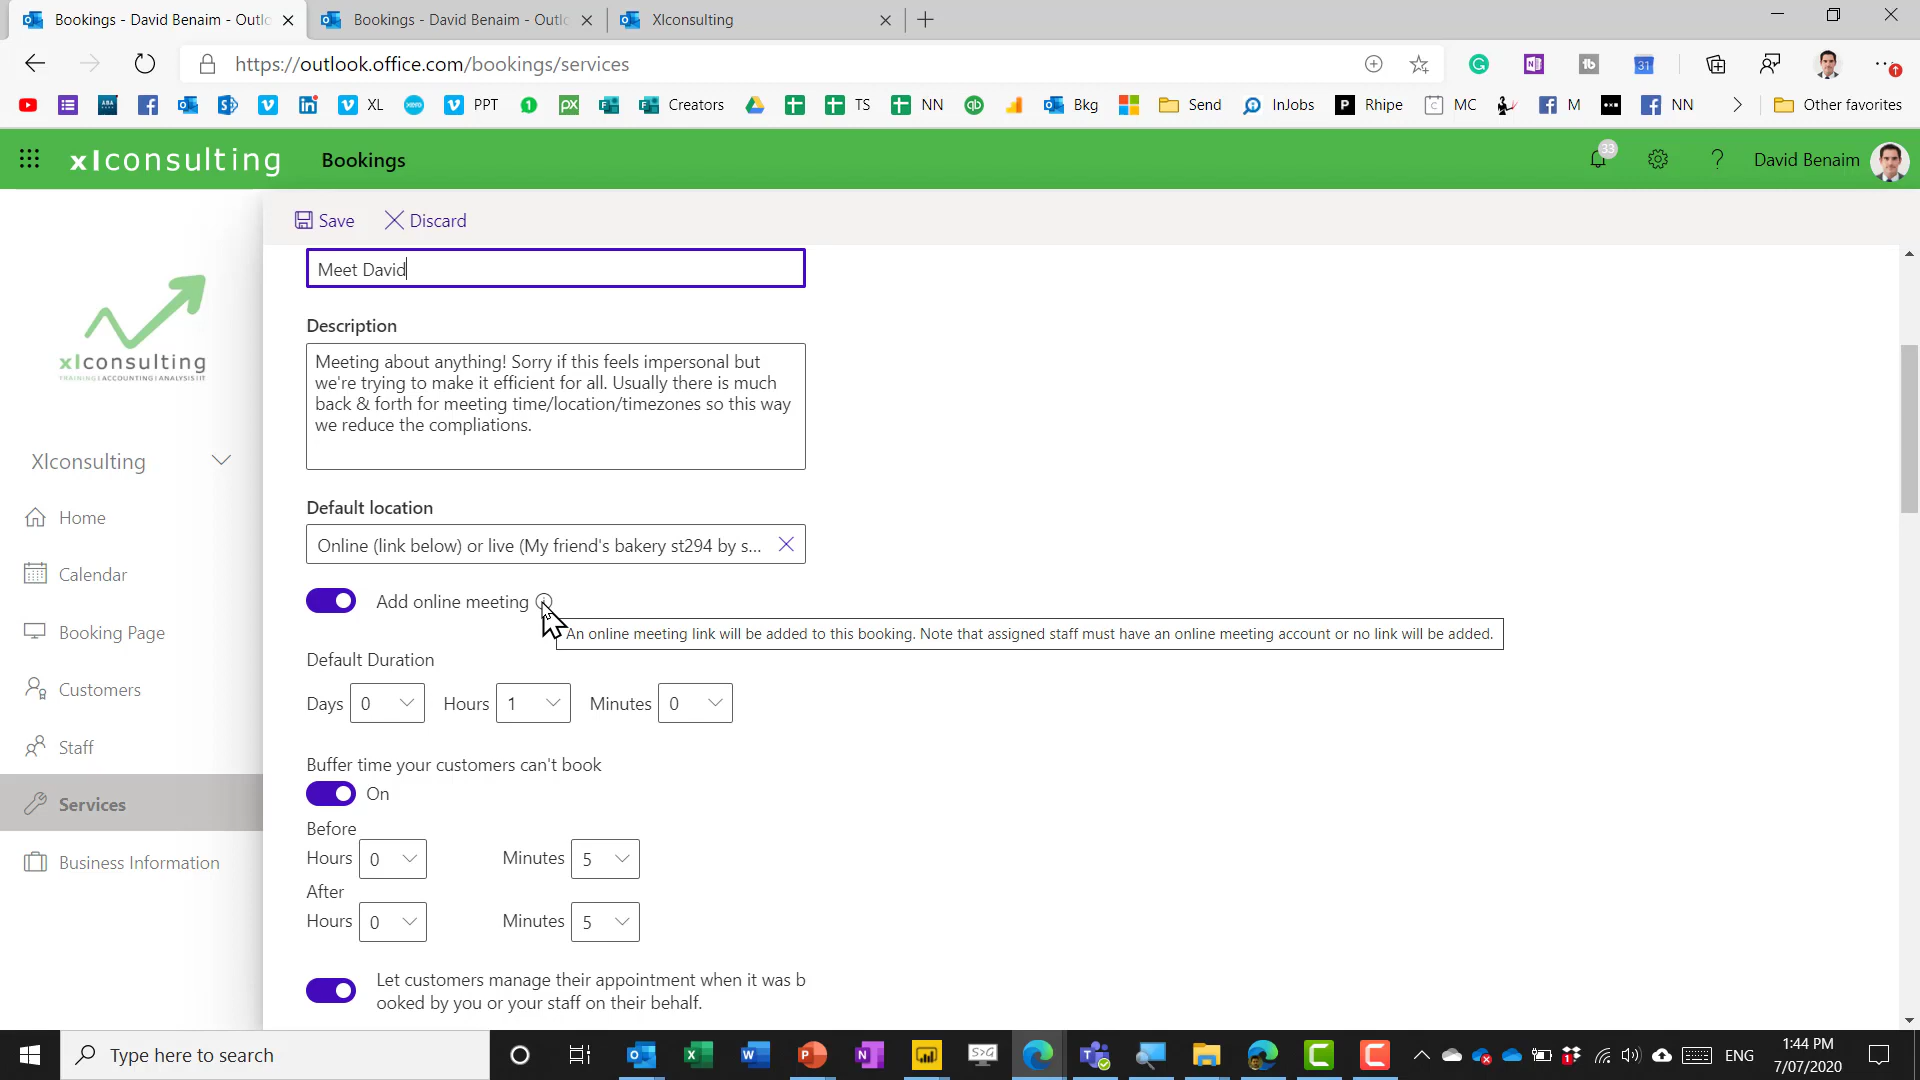 Bookings - David Benaim - Outlo
Bookings - David Benaim - Outlo
Xlconsulting
https://outlook.office.com/bookings/services
XL
PPT
Creators
TS
NN
Bkg
Send
InJobs
Rhipe
MC
M
NN
Other favorites
xlconsulting
Bookings
33
David Benaim
Save
Discard
Meet David
Description
Meeting about anything! Sorry if this feels impersonal but
we're trying to make it efficient for all. Usually there is much
back & forth for meeting time/location/timezones so this way
we reduce the compliations.
xlconsulting
TRAINING|ACCOUNTING|ANALYSIS|IT
Xlconsulting
Home
Calendar
Booking Page
Customers
Staff
Services
Business Information
Default location
Online (link below) or live (My friend's bakery st294 by s...
Add online meeting
An online meeting link will be added to this booking. Note that assigned staff must have an online meeting account or no link will be added.
Default Duration
Days 0 Hours 1 Minutes 0
Buffer time your customers can't book
On
Before
Hours 0 Minutes 5
After
Hours 0 Minutes 5
Let customers manage their appointment when it was b
ooked by you or your staff on their behalf.
Type here to search
ENG
1:44 PM
7/07/2020